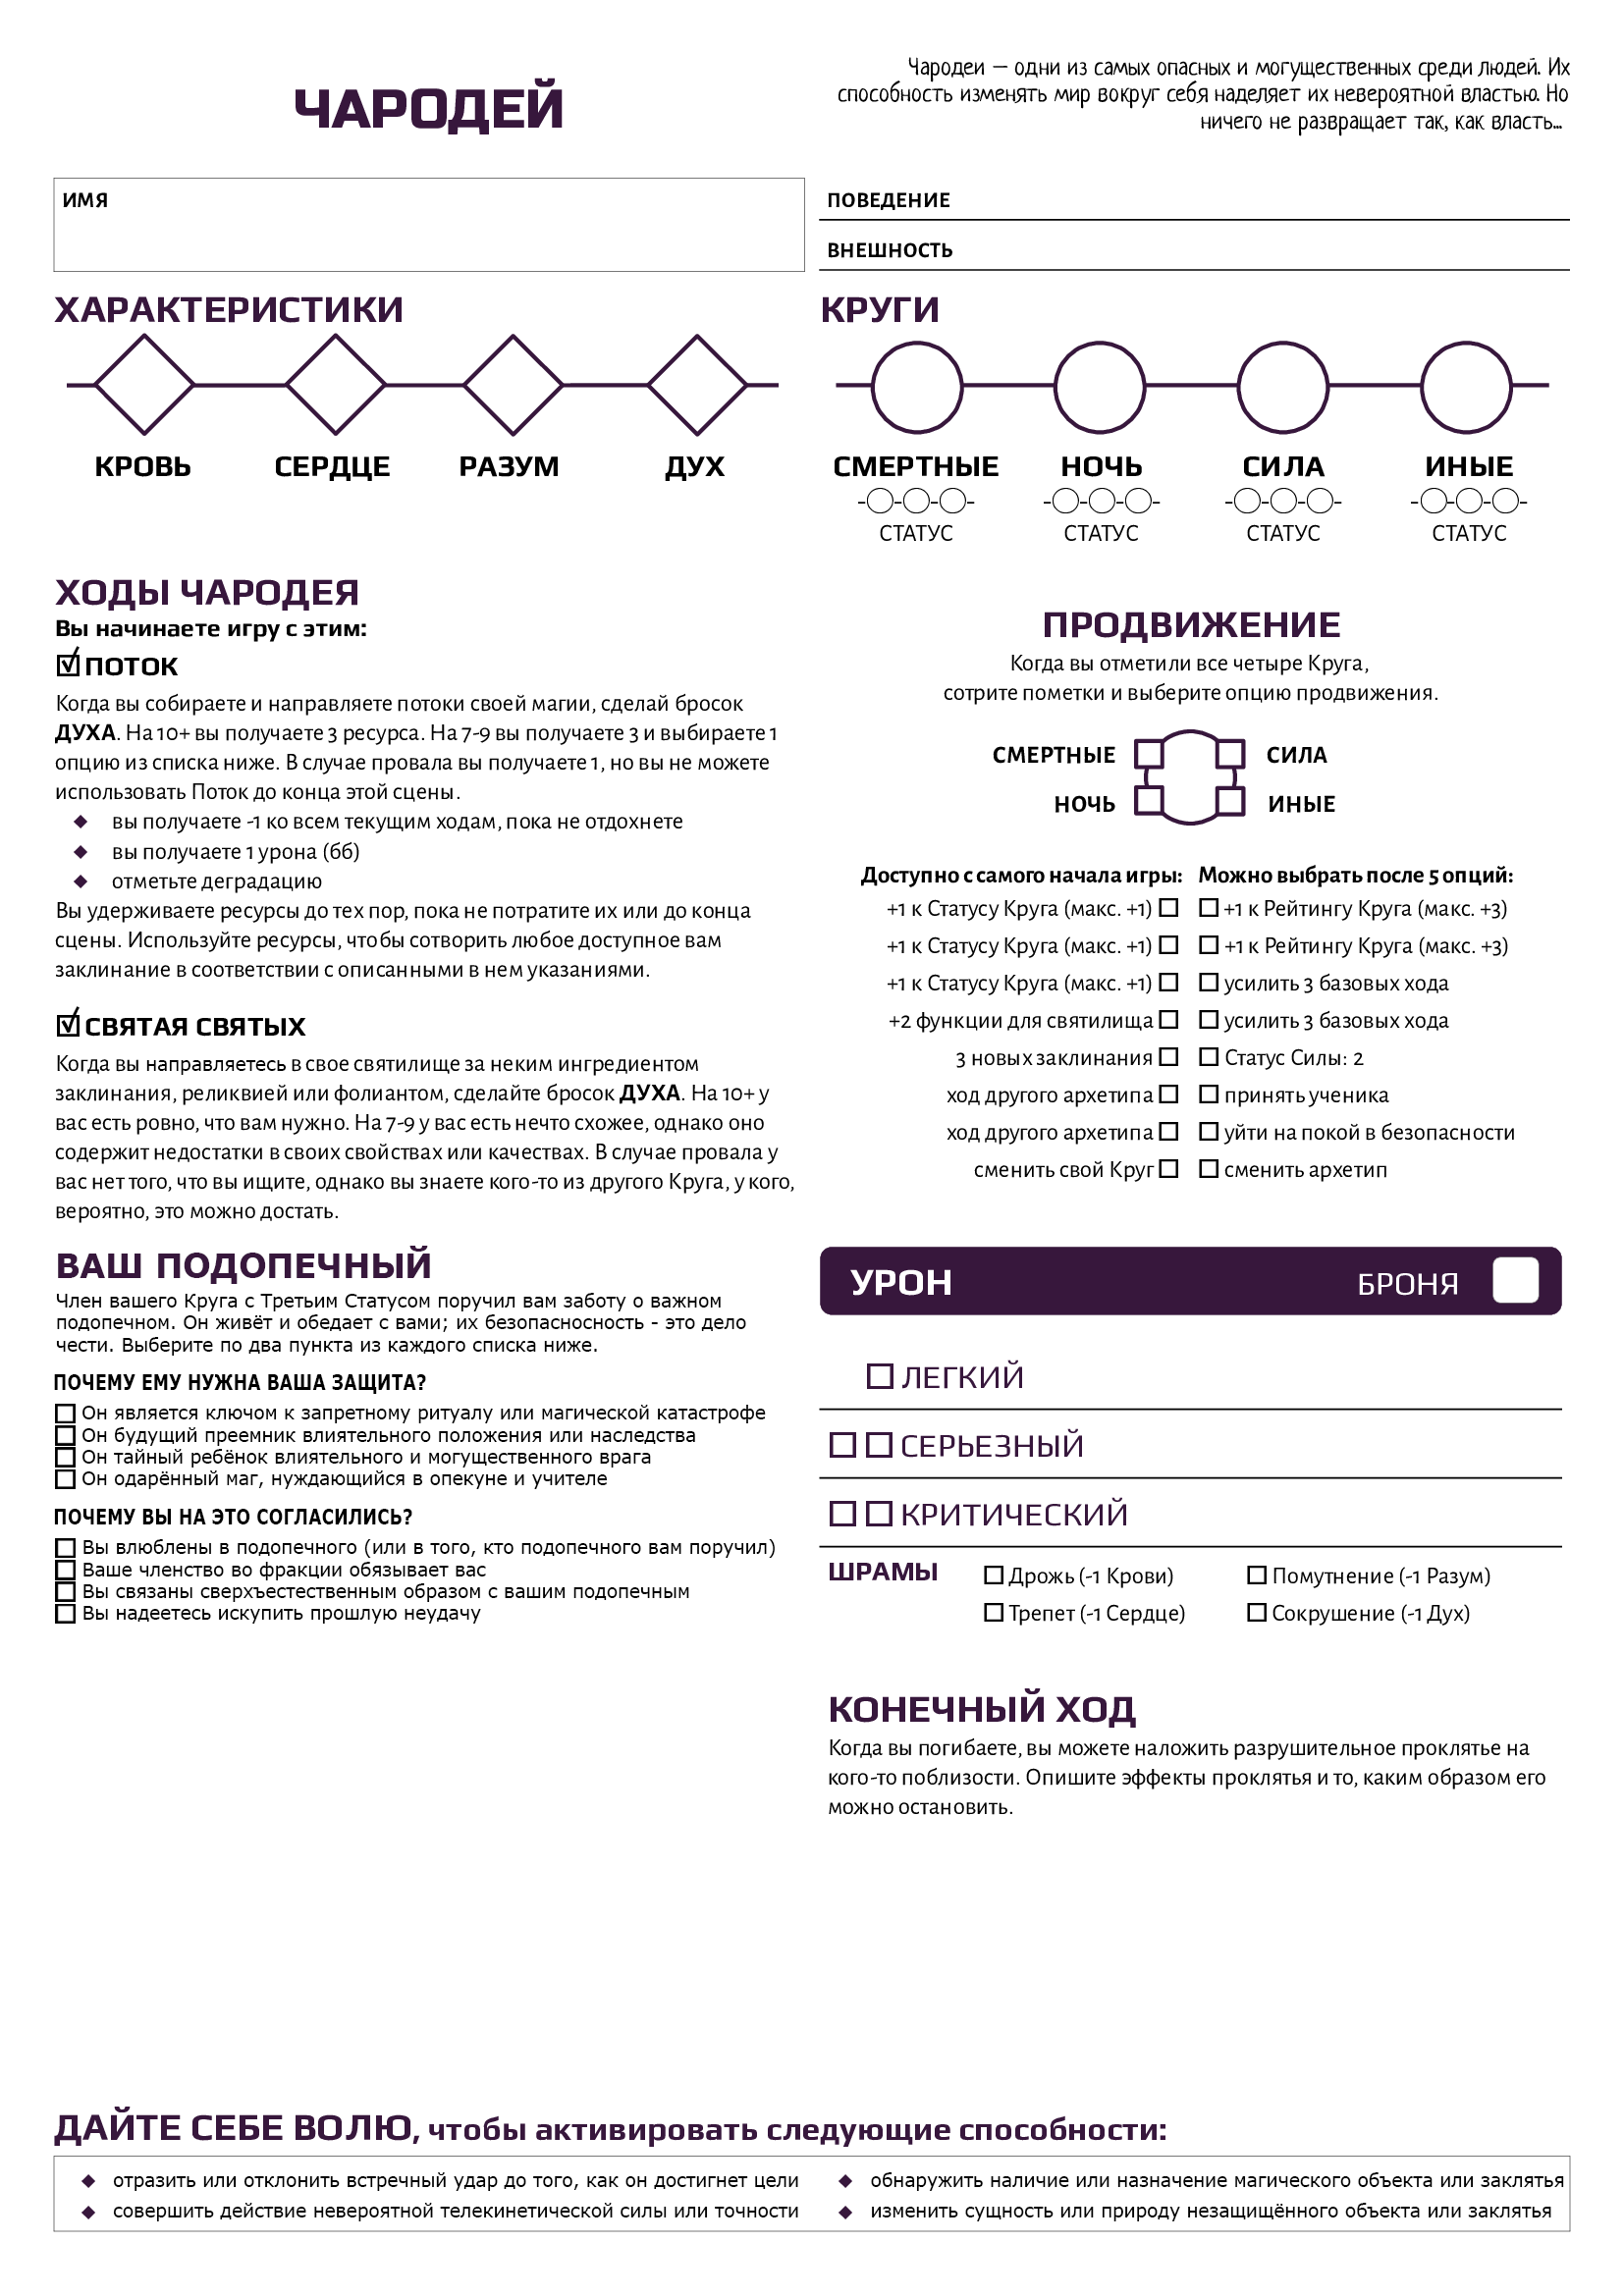 ЧАРОДЕЙ
Чародеи – одни из самых опасных и могущественных среди людей. Их
способность изменять мир вокруг себя наделяет их невероятной властью. Но
ничего не развращает так, как власть...
ИМЯ
ПОВЕДЕНИЕ
ВНЕШНОСТЬ
ХАРАКТЕРИСТИКИ
КРОВЬ СЕРДЦЕ РАЗУМ ДУХ
КРУГИ
СМЕРТНЫЕ НОЧЬ СИЛА ИНЫЕ
СТАТУС СТАТУС СТАТУС СТАТУС
ХОДЫ ЧАРОДЕЯ
Вы начинаете игру с этим:
ПОТОК
Когда вы собираете и направляете потоки своей магии, сделай бросок
ДУХА. На 10+ вы получаете 3 ресурса. На 7-9 вы получаете 3 и выбираете 1
опцию из списка ниже. В случае провала вы получаете 1, но вы не можете
использовать Поток до конца этой сцены.
вы получаете -1 ко всем текущим ходам, пока не отдохнете
вы получаете 1 урона (бб)
отметьте деградацию
Вы удерживаете ресурсы до тех пор, пока не потратите их или до конца
сцены. Используйте ресурсы, чтобы сотворить любое доступное вам
заклинание в соответствии с описанными в нем указаниями.
СВЯТАЯ СВЯТЫХ
Когда вы направляетесь в свое святилище за неким ингредиентом
заклинания, реликвией или фолиантом, сделайте бросок ДУХА. На 10+ у
вас есть ровно, что вам нужно. На 7-9 у вас есть нечто схожее, однако оно
содержит недостатки в своих свойствах или качествах. В случае провала у
вас нет того, что вы ищите, однако вы знаете кого-то из другого Круга, у кого,
вероятно, это можно достать.
ВАШ ПОДОПЕЧНЫЙ
Член вашего Круга с Третьим Статусом поручил вам заботу о важном
подопечном. Он живёт и обедает с вами; их безопасносность - это дело
чести. Выберите по два пункта из каждого списка ниже.
ПОЧЕМУ ЕМУ НУЖНА ВАША ЗАЩИТА?
Он является ключом к запретному ритуалу или магической катастрофе
Он будущий преемник влиятельного положения или наследства
Он тайный ребёнок влиятельного и могущественного врага
Он одарённый маг, нуждающийся в опекуне и учителе
ПОЧЕМУ ВЫ НА ЭТО СОГЛАСИЛИСЬ?
Вы влюблены в подопечного (или в того, кто подопечного вам поручил)
Ваше членство во фракции обязывает вас
Вы связаны сверхъестественным образом с вашим подопечным
Вы надеетесь искупить прошлую неудачу
ПРОДВИЖЕНИЕ
Когда вы отметили все четыре Круга,
сотрите пометки и выберите опцию продвижения.
СМЕРТНЫЕ СИЛА
НОЧЬ ИНЫЕ
Доступно с самого начала игры: Можно выбрать после 5 опций:
+1 к Статусу Круга (макс. +1) +1 к Рейтингу Круга (макс. +3)
+1 к Статусу Круга (макс. +1) +1 к Рейтингу Круга (макс. +3)
+1 к Статусу Круга (макс. +1) усилить 3 базовых хода
+2 функции для святилища усилить 3 базовых хода
3 новых заклинания Статус Силы: 2
ход другого архетипа принять ученика
ход другого архетипа уйти на покой в безопасности
сменить свой Круг сменить архетип
УРОН БРОНЯ
ЛЕГКИЙ
СЕРЬЕЗНЫЙ
КРИТИЧЕСКИЙ
ШРАМЫ Дрожь (-1 Крови) Помутнение (-1 Разум)
Трепет (-1 Сердце) Сокрушение (-1 Дух)
КОНЕЧНЫЙ ХОД
Когда вы погибаете, вы можете наложить разрушительное проклятье на
кого-то поблизости. Опишите эффекты проклятья и то, каким образом его
можно остановить.
ДАЙТЕ СЕБЕ ВОЛЮ, чтобы активировать следующие способности:
отразить или отклонить встречный удар до того, как он достигнет цели
совершить действие невероятной телекинетической силы или точности
обнаружить наличие или назначение магического объекта или заклятья
изменить сущность или природу незащищённого объекта или заклятья